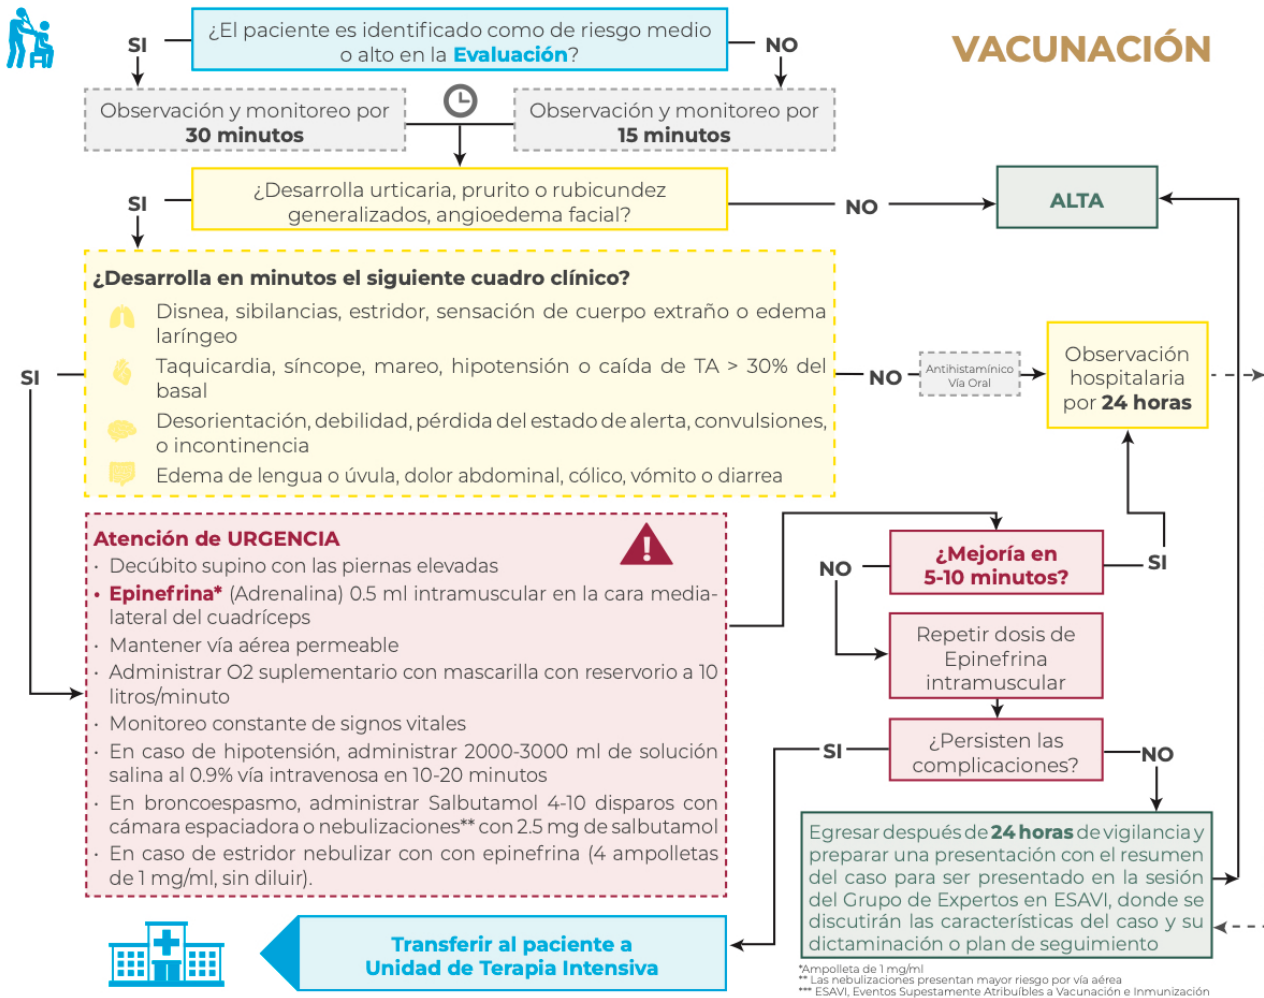 VACUNACIÓN
¿El paciente es identificado como de riesgo medio
o alto en la Evaluación?
SI
NO
Observación y monitoreo por
30 minutos
Observación y monitoreo por
15 minutos
¿Desarrolla urticaria, prurito o rubicundez
generalizados, angioedema facial?
SI
NO
ALTA
¿Desarrolla en minutos el siguiente cuadro clínico?
Disnea, sibilancias, estridor, sensación de cuerpo extraño o edema
laríngeo
Taquicardia, síncope, mareo, hipotensión o caída de TA > 30% del
basal
Desorientación, debilidad, pérdida del estado de alerta, convulsiones,
o incontinencia
Edema de lengua o úvula, dolor abdominal, cólico, vómito o diarrea
SI
NO
Antihistamínico
Vía Oral
Observación
hospitalaria
por 24 horas
Atención de URGENCIA
· Decúbito supino con las piernas elevadas
• Epinefrina* (Adrenalina) 0.5 ml intramuscular en la cara media-
lateral del cuadríceps
· Mantener vía aérea permeable
· Administrar O2 suplementario con mascarilla con reservorio a 10
litros/minuto
· Monitoreo constante de signos vitales
· En caso de hipotensión, administrar 2000-3000 ml de solución
salina al 0.9% vía intravenosa en 10-20 minutos
· En broncoespasmo, administrar Salbutamol 4-10 disparos con
cámara espaciadora o nebulizaciones** con 2.5 mg de salbutamol
· En caso de estridor nebulizar con con epinefrina (4 ampolletas
de 1 mg/ml, sin diluir).
¿Mejoría en
5-10 minutos?
NO
SI
Repetir dosis de
Epinefrina
intramuscular
¿Persisten las
complicaciones?
SI
NO
Egresar después de 24 horas de vigilancia y
preparar una presentación con el resumen
del caso para ser presentado en la sesión
del Grupo de Expertos en ESAVI, donde se
discutirán las características del caso y su
dictaminación o plan de seguimiento
Transferir al paciente a
Unidad de Terapia Intensiva
*Ampolleta de 1 mg/ml
** Las nebulizaciones presentan mayor riesgo por vía aérea
*** ESAVI, Eventos Supestamente Atribuíbles a Vacunación e Inmunización